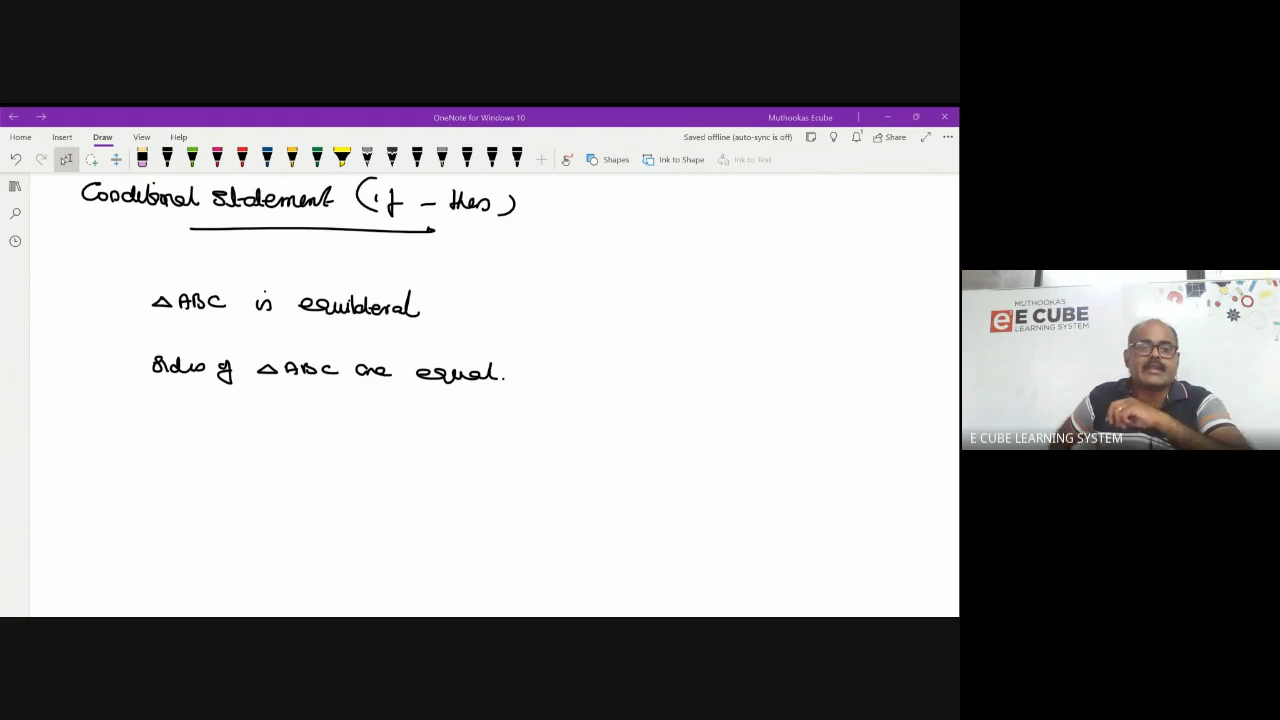 OneNote for Windows 10
Muthookas Ecube
Home Insert Draw View Help
Saved offline (auto-sync is off)
Share
Shapes
Ink to Shape
Ink to Text
Conditional statement (if - then)
△ABC is equilateral
Sides of △ABC are equal.
MUTHOOKAS
e E CUBE
LEARNING SYSTEM
E CUBE LEARNING SYSTEM